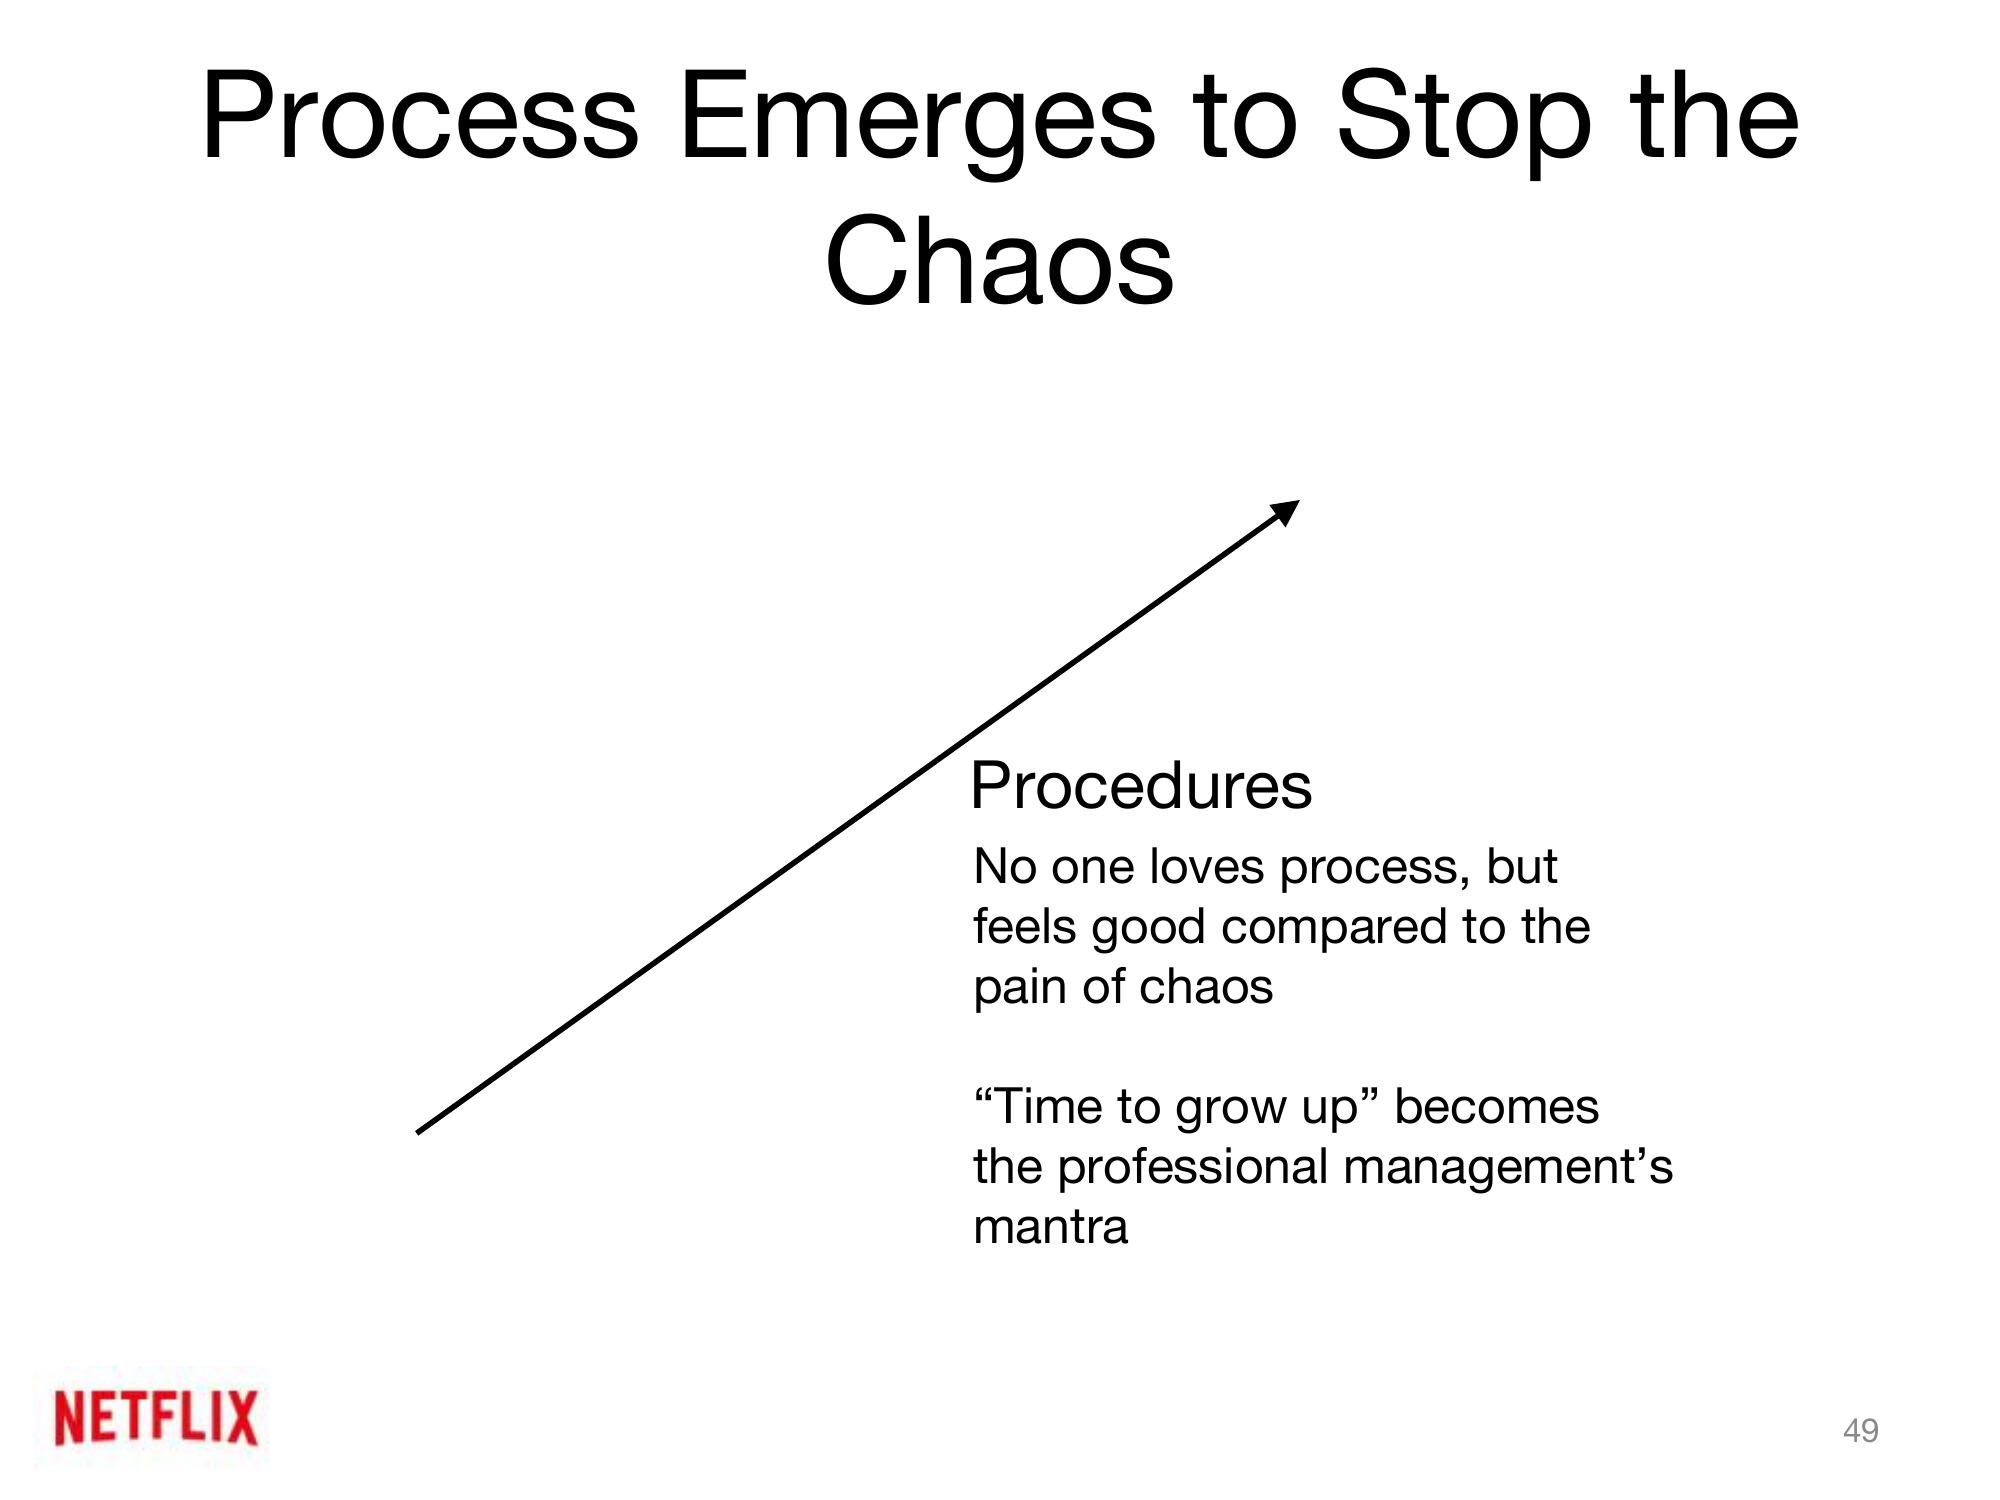 Process Emerges to Stop the
Chaos
Procedures
No one loves process, but
feels good compared to the
pain of chaos
“Time to grow up” becomes
the professional management’s
mantra
NETFLIX
49